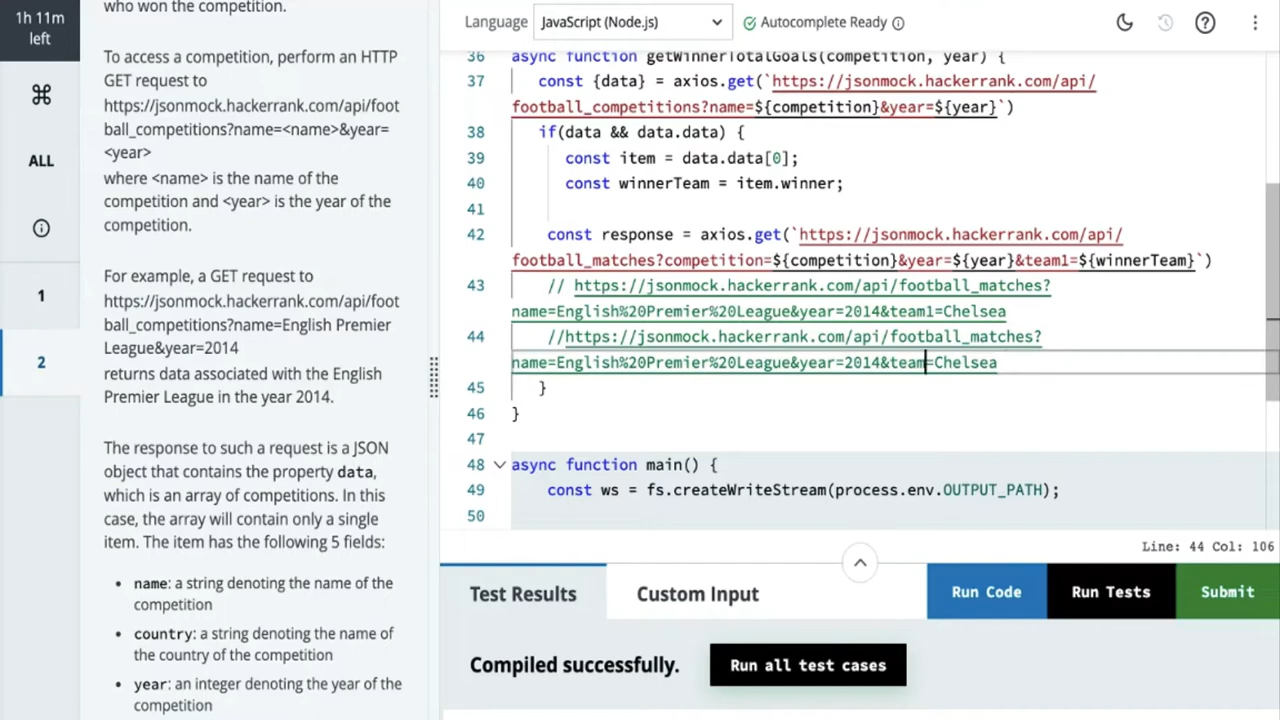 1h 11m
left
ALL
1
2
who won the competition.
To access a competition, perform an HTTP
GET request to
https://jsonmock.hackerrank.com/api/foot
ball_competitions?name=<name>&year=
<year>
where <name> is the name of the
competition and <year> is the year of the
competition.
For example, a GET request to
https://jsonmock.hackerrank.com/api/foot
ball_competitions?name=English Premier
League&year=2014
returns data associated with the English
Premier League in the year 2014.
The response to such a request is a JSON
object that contains the property data,
which is an array of competitions. In this
case, the array will contain only a single
item. The item has the following 5 fields:
• name: a string denoting the name of the
competition
• country: a string denoting the name of
the country of the competition
• year: an integer denoting the year of the
competition
Language JavaScript (Node.js) Autocomplete Ready
36 async function getWinnerTotalGoals(competition, year) {
37 const {data} = axios.get(`https://jsonmock.hackerrank.com/api/
football_competitions?name=${competition}&year=${year}`)
38 if(data && data.data) {
39 const item = data.data[0];
40 const winnerTeam = item.winner;
41
42 const response = axios.get(`https://jsonmock.hackerrank.com/api/
football_matches?competition=${competition}&year=${year}&team1=${winnerTeam}`)
43 // https://jsonmock.hackerrank.com/api/football_matches?
name=English%20Premier%20League&year=2014&team1=Chelsea
44 //https://jsonmock.hackerrank.com/api/football_matches?
name=English%20Premier%20League&year=2014&team=Chelsea
45 }
46 }
47
48 async function main() {
49 const ws = fs.createWriteStream(process.env.OUTPUT_PATH);
50
Line: 44 Col: 106
Test Results Custom Input Run Code Run Tests Submit
Compiled successfully. Run all test cases